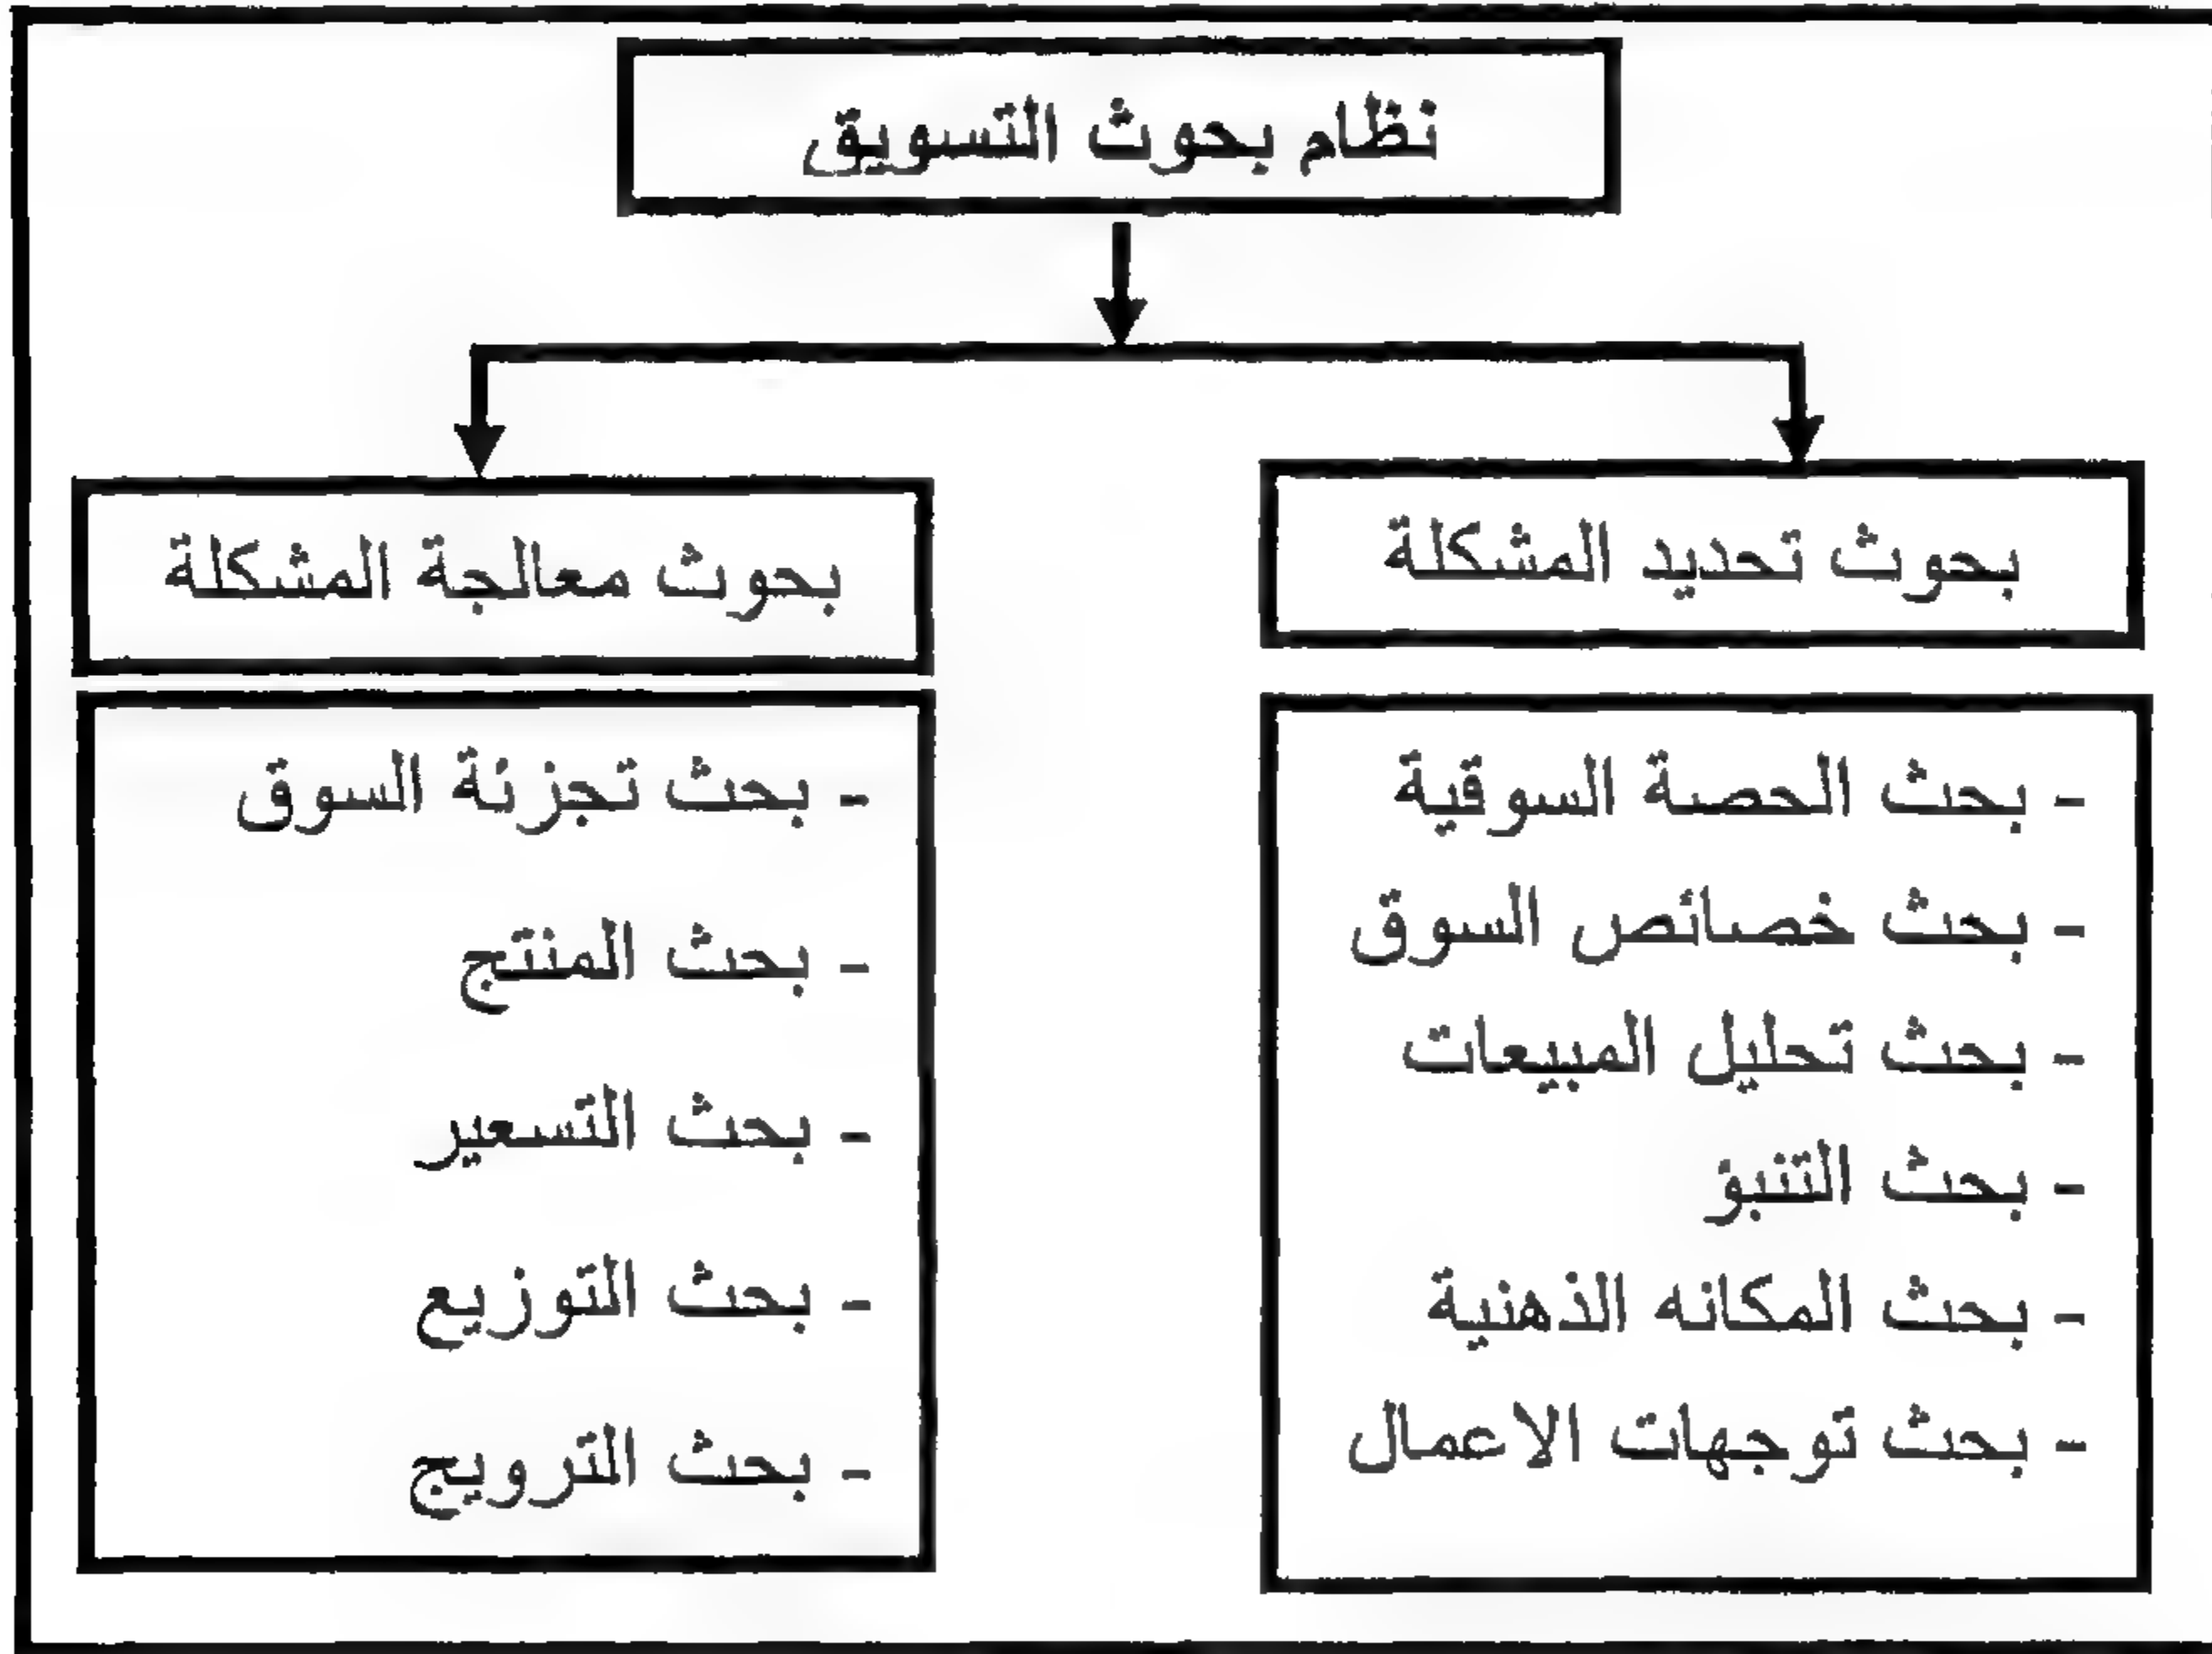 نظام بحوث التسويق
بحوث تحديد المشكلة
- بحث الحصة السوقية
- بحث خصائص السوق
- بحث تحليل المبيعات
- بحث التنبؤ
- بحث المكانه الذهنية
- بحث توجهات الاعمال
بحوث معالجة المشكلة
- بحث تجزئة السوق
- بحث المنتج
- بحث التسعير
- بحث التوزيع
- بحث الترويج